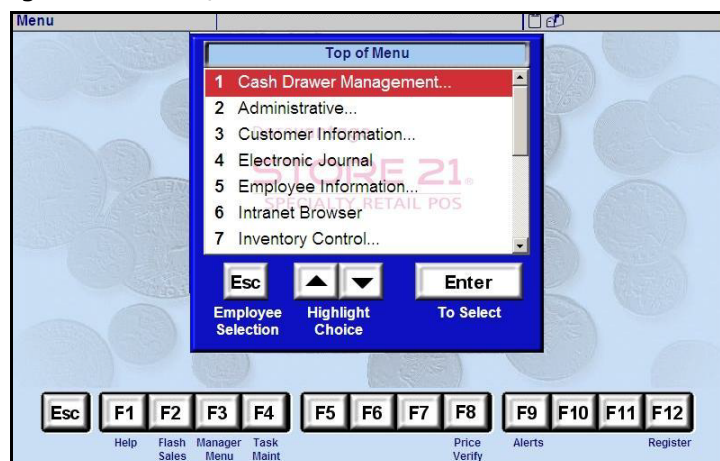 Menu
Top of Menu
1 Cash Drawer Management...
2 Administrative...
3 Customer Information...
4 Electronic Journal
STORE 21®
5 Employee Information...
SPECIALTY RETAIL POS
6 Intranet Browser
7 Inventory Control...
Esc
Enter
Employee Selection
Highlight Choice
To Select
Esc F1 F2 F3 F4 F5 F6 F7 F8 F9 F10 F11 F12
Help Flash Sales Manager Menu Task Maint Price Verify Alerts Register